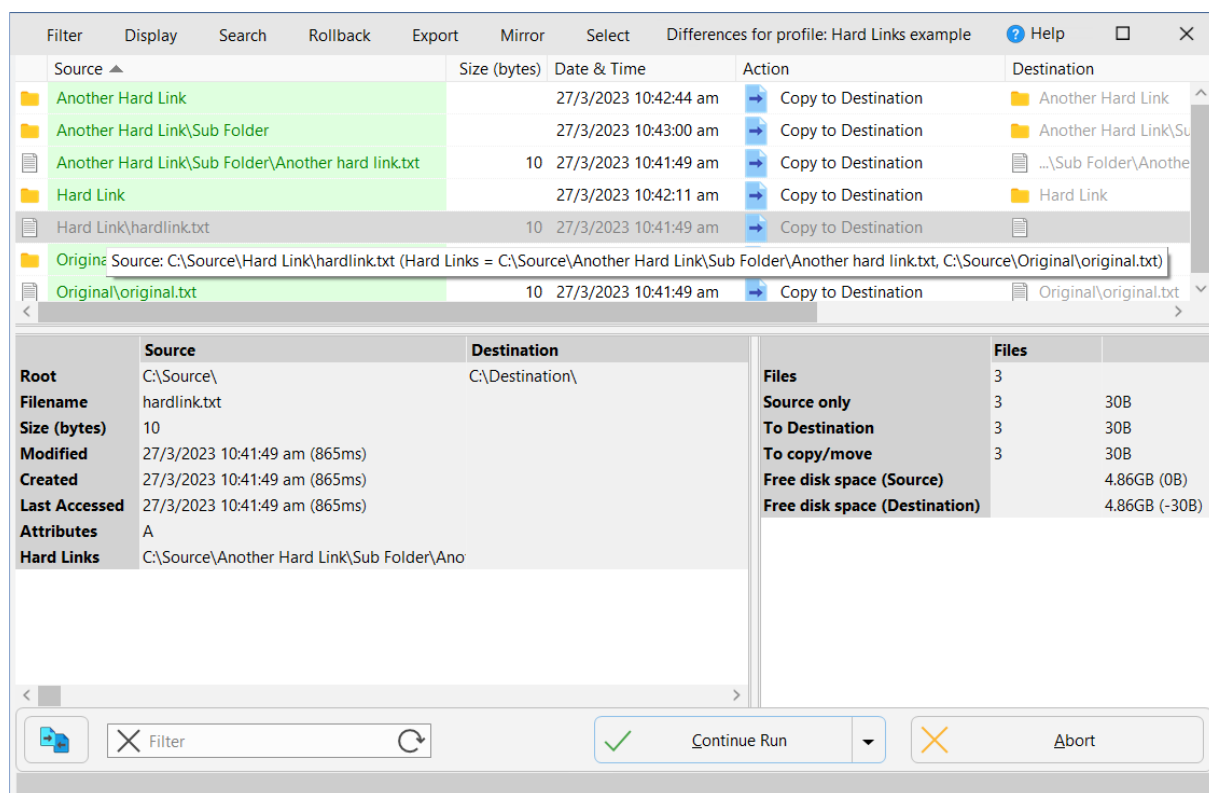 Filter Display Search Rollback Export Mirror Select Differences for profile: Hard Links example Help
Source Size (bytes) Date & Time Action Destination
Another Hard Link 27/3/2023 10:42:44 am Copy to Destination Another Hard Link
Another Hard Link\Sub Folder 27/3/2023 10:43:00 am Copy to Destination Another Hard Link\Su
Another Hard Link\Sub Folder\Another hard link.txt 10 27/3/2023 10:41:49 am Copy to Destination ...\Sub Folder\Anothe
Hard Link 27/3/2023 10:42:11 am Copy to Destination Hard Link
Hard Link\hardlink.txt 10 27/3/2023 10:41:49 am Copy to Destination
Origina Source: C:\Source\Hard Link\hardlink.txt (Hard Links = C:\Source\Another Hard Link\Sub Folder\Another hard link.txt, C:\Source\Original\original.txt)
Original\original.txt 10 27/3/2023 10:41:49 am Copy to Destination Original\original.txt
Source Destination
Root C:\Source\ C:\Destination\
Filename hardlink.txt
Size (bytes) 10
Modified 27/3/2023 10:41:49 am (865ms)
Created 27/3/2023 10:41:49 am (865ms)
Last Accessed 27/3/2023 10:41:49 am (865ms)
Attributes A
Hard Links C:\Source\Another Hard Link\Sub Folder\Ano
Files
Files 3
Source only 3 30B
To Destination 3 30B
To copy/move 3 30B
Free disk space (Source) 4.86GB (0B)
Free disk space (Destination) 4.86GB (-30B)
Filter Continue Run Abort